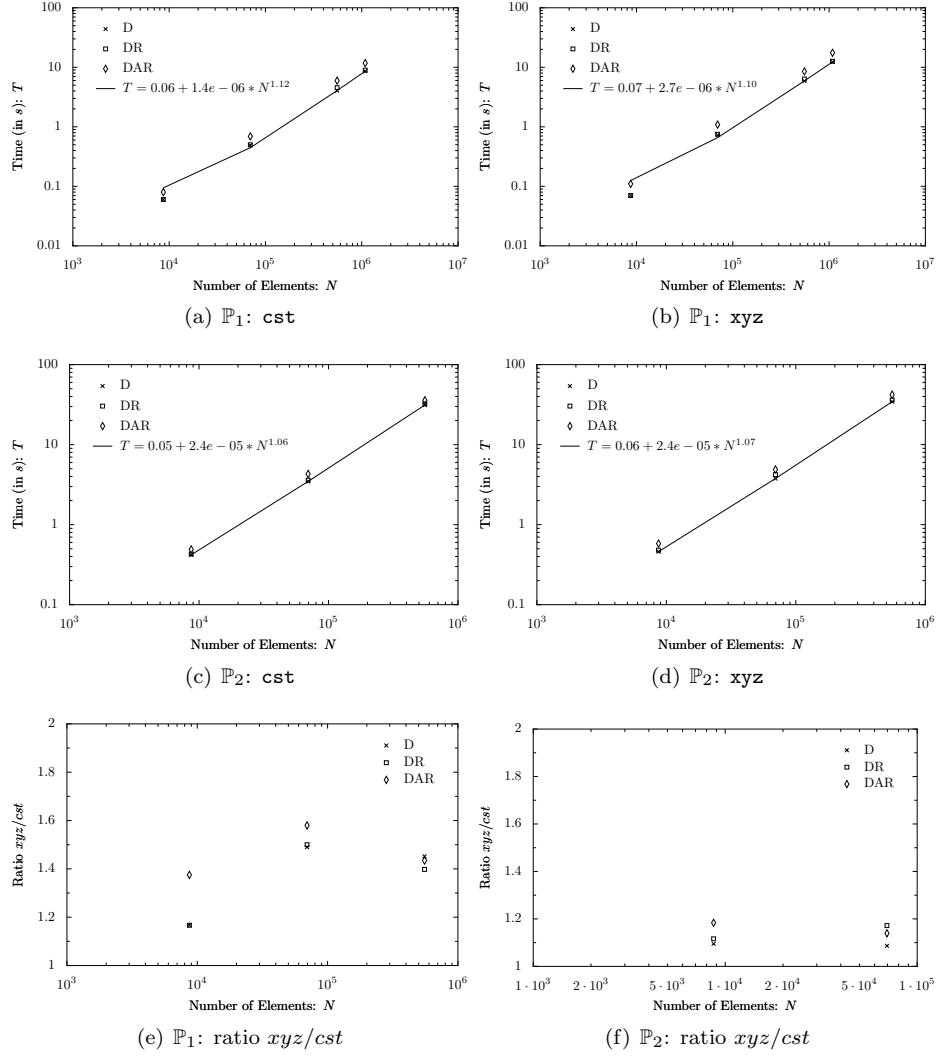 100
10
1
0.1
0.01
Time (in s): T
D
DR
DAR
T = 0.06 + 1.4e − 06 ∗ N^1.12
10^3 10^4 10^5 10^6 10^7
Number of Elements: N
(a) ℙ₁: cst
100
10
1
0.1
0.01
Time (in s): T
D
DR
DAR
T = 0.07 + 2.7e − 06 ∗ N^1.10
10^3 10^4 10^5 10^6 10^7
Number of Elements: N
(b) ℙ₁: xyz
100
10
1
0.1
Time (in s): T
D
DR
DAR
T = 0.05 + 2.4e − 05 ∗ N^1.06
10^3 10^4 10^5 10^6
Number of Elements: N
(c) ℙ₂: cst
100
10
1
0.1
Time (in s): T
D
DR
DAR
T = 0.06 + 2.4e − 05 ∗ N^1.07
10^3 10^4 10^5 10^6
Number of Elements: N
(d) ℙ₂: xyz
2
1.8
1.6
1.4
1.2
1
Ratio xyz/cst
D
DR
DAR
10^3 10^4 10^5 10^6
Number of Elements: N
(e) ℙ₁: ratio xyz/cst
2
1.8
1.6
1.4
1.2
1
Ratio xyz/cst
D
DR
DAR
1 · 10^3 2 · 10^3 5 · 10^3 1 · 10^4 2 · 10^4 5 · 10^4 1 · 10^5
Number of Elements: N
(f) ℙ₂: ratio xyz/cst